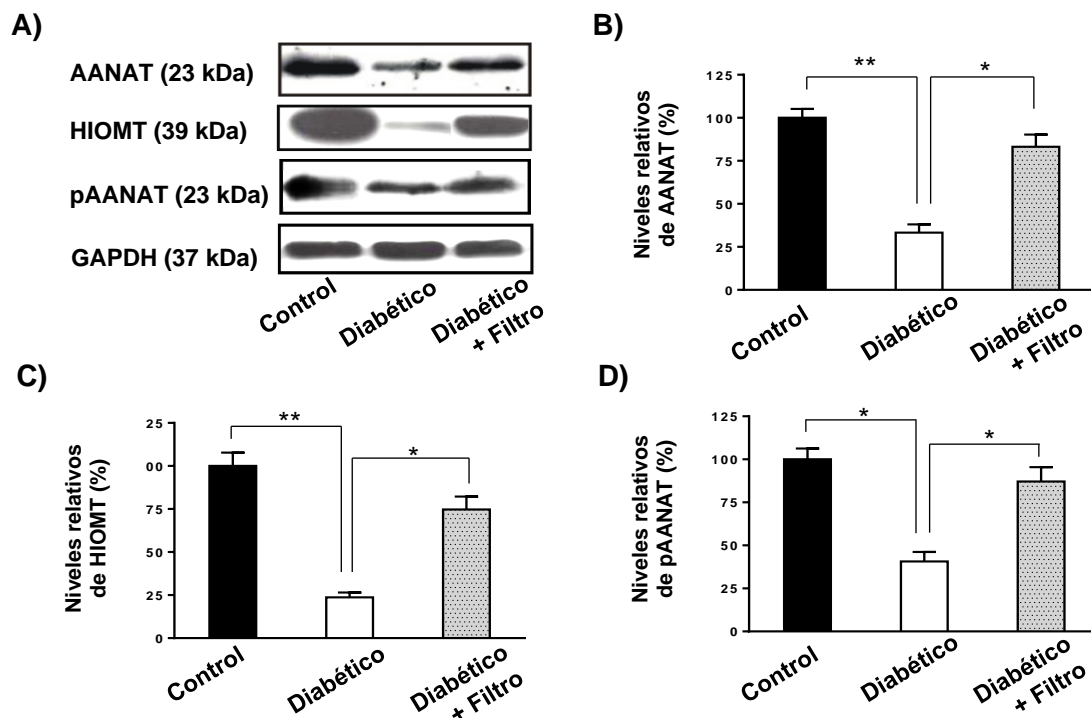 A)
AANAT (23 kDa)
HIOMT (39 kDa)
pAANAT (23 kDa)
GAPDH (37 kDa)
Control
Diabético
Diabético
+ Filtro
B)
Niveles relativos
de AANAT (%)
125
100
75
50
25
0
**
*
Control
Diabético
Diabético
+ Filtro
C)
Niveles relativos
de HIOMT (%)
25
00
75
50
25
0
**
*
Control
Diabético
Diabético
+ Filtro
D)
Niveles relativos
de pAANAT (%)
125
100
75
50
25
0
*
*
Control
Diabético
Diabético
+ Filtro